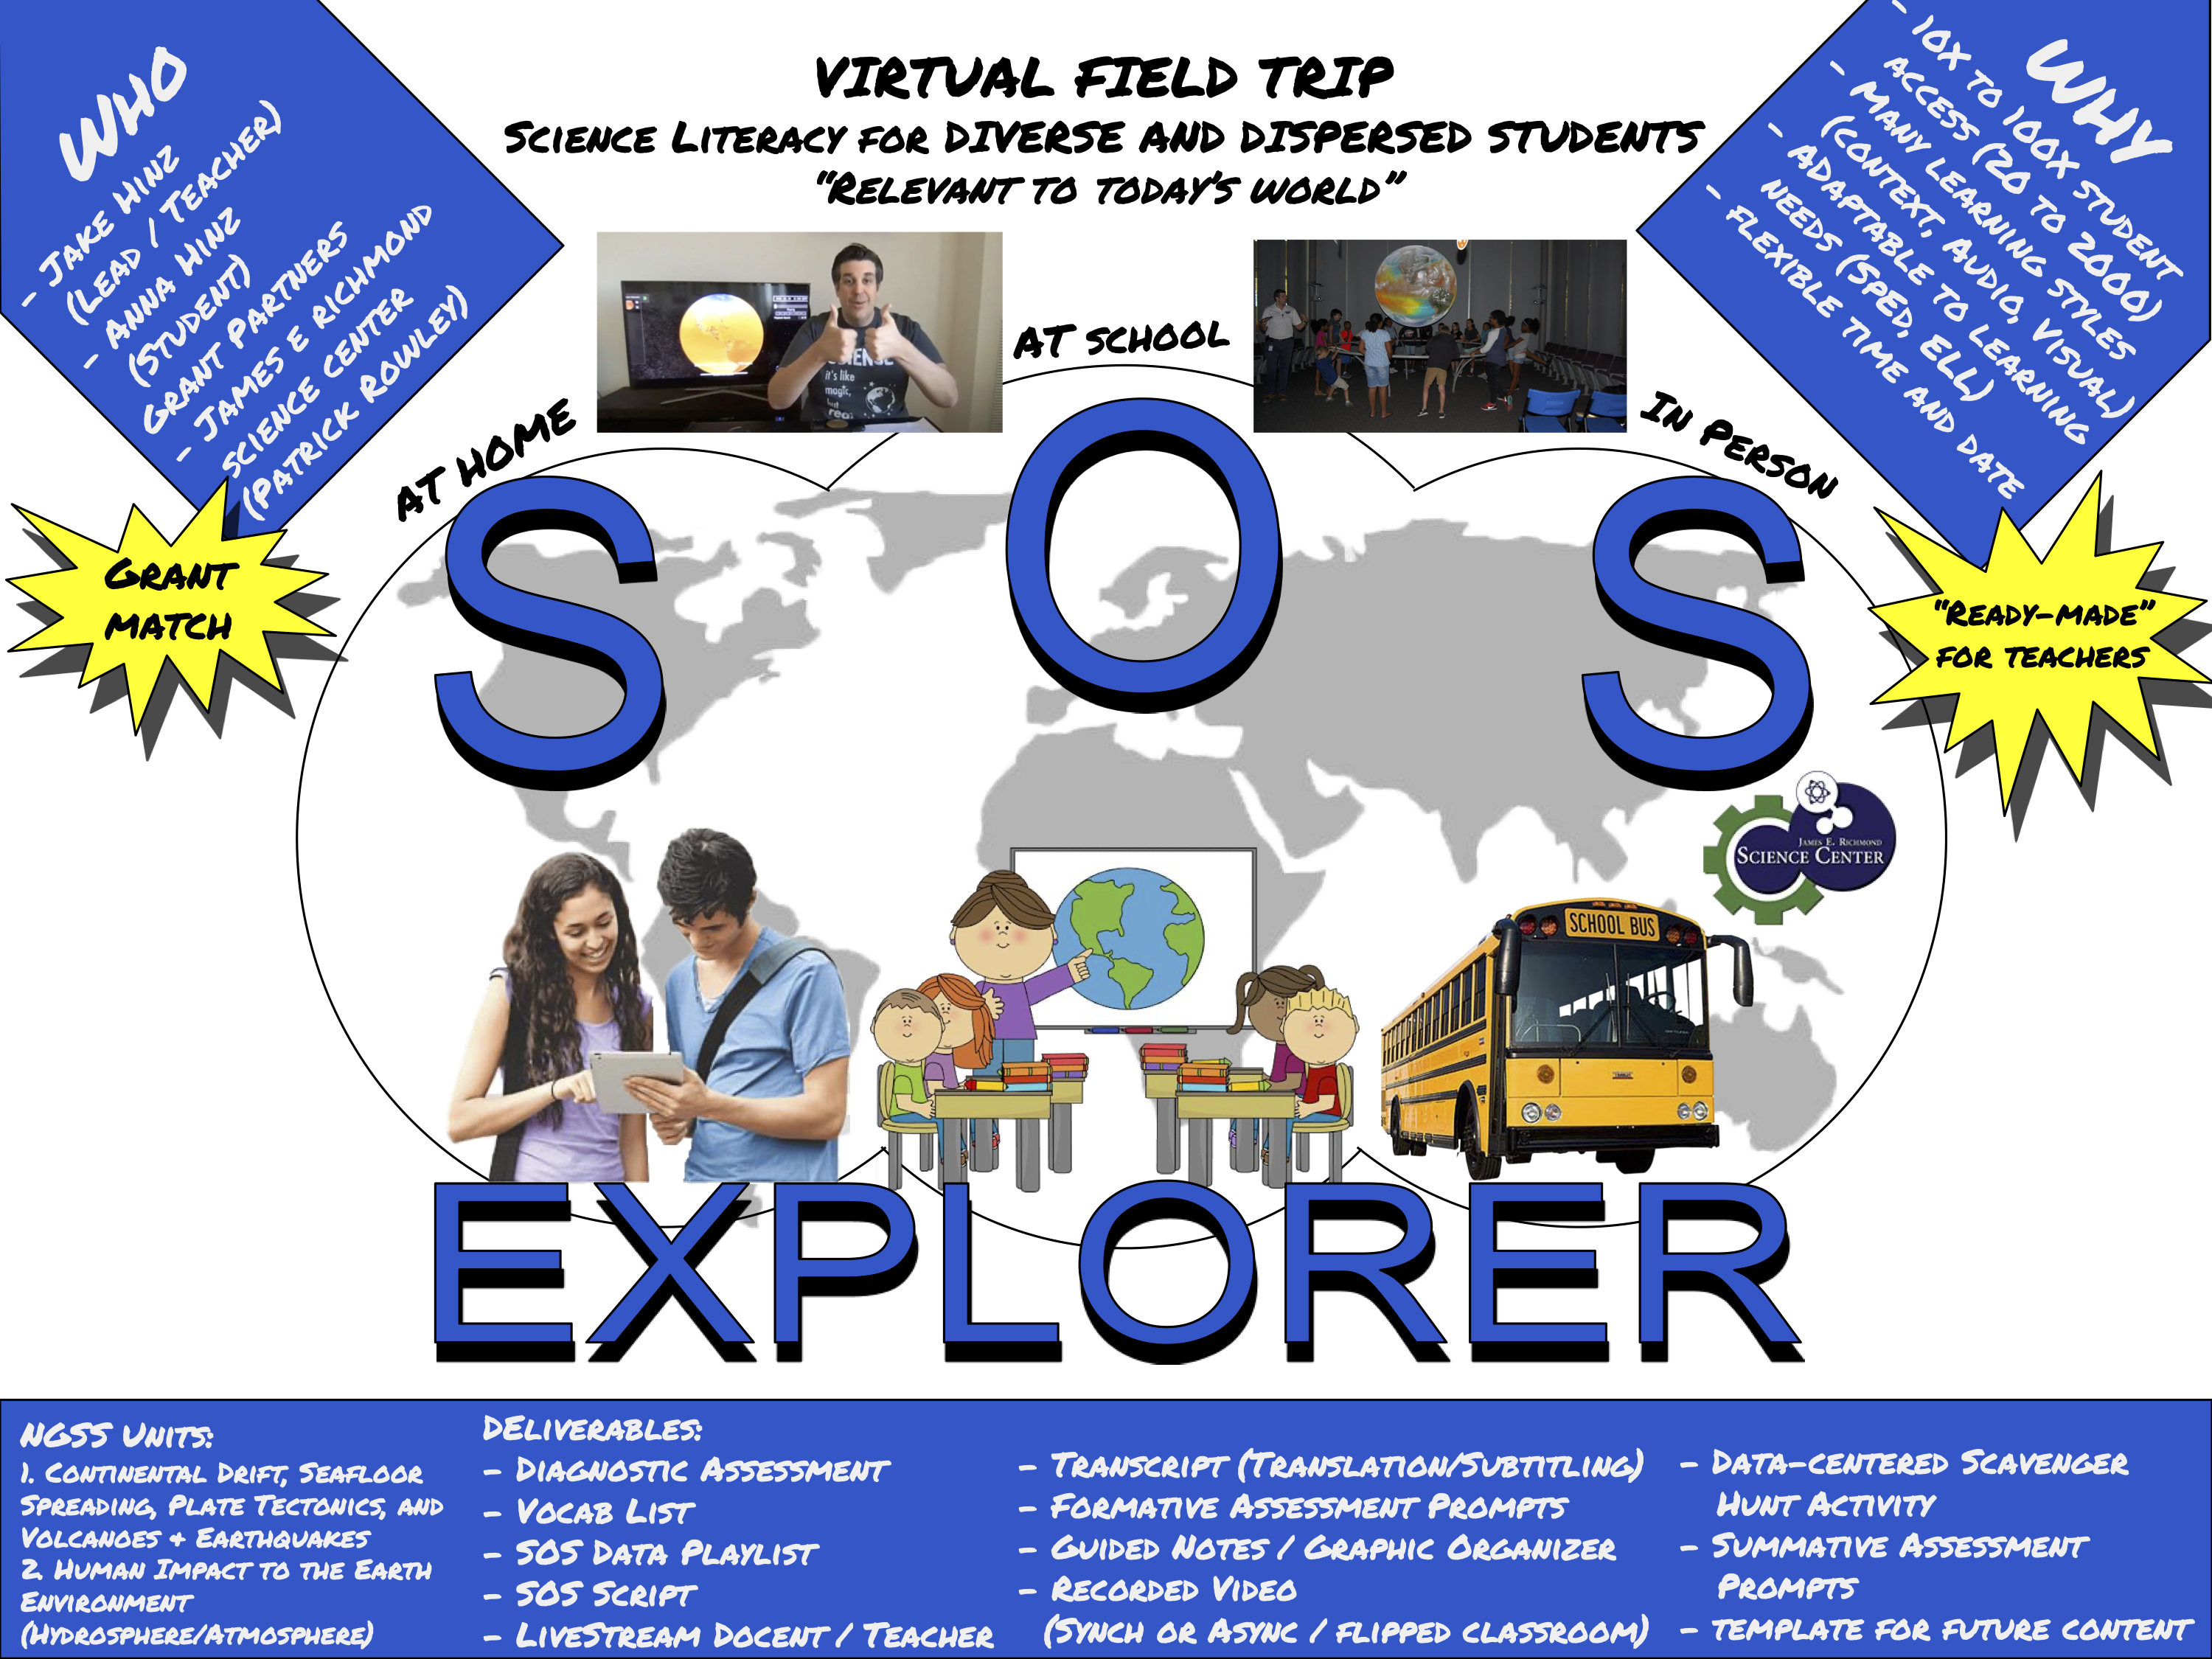 VIRTUAL FIELD TRIP
Science Literacy for DIVERSE AND DISPERSED STUDENTS
"Relevant to today's world"
Who
- Jake Hinz
(Lead / Teacher)
- Anna Hinz
(Student)
Grant Partners
- James E Richmond
Science Center
(Patrick Rowley)
Grant
match
WHY
- 10x to 100x student
access (20 to 2000)
- Many learning styles
(Context, Audio, Visual)
- Adaptable to learning
needs (SpEd, ELL)
- flexible time and date
"Ready-made"
for teachers
at home
at school
In Person
SCIENCE
it's like
magic,
but
real
SOS
JAMES E. RICHMOND
SCIENCE CENTER
SCHOOL BUS
EXPLORER
NGSS Units:
1. Continental Drift, Seafloor
Spreading, Plate Tectonics, and
Volcanoes + Earthquakes
2. Human Impact to the Earth
Environment
(Hydrosphere/Atmosphere)
DEliverables:
- Diagnostic Assessment
- Vocab List
- SOS Data Playlist
- SOS Script
- LiveStream Docent / Teacher
- Transcript (Translation/Subtitling)
- Formative Assessment Prompts
- Guided Notes / Graphic Organizer
- Recorded Video
(Synch or Async / flipped classroom)
- Data-centered Scavenger
Hunt Activity
- Summative Assessment
Prompts
- template for future content